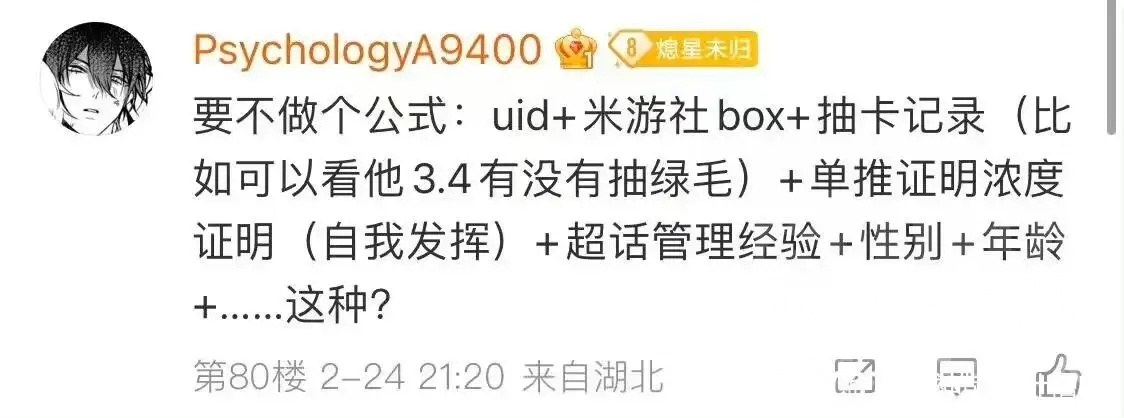 PsychologyA9400 8 熄星未归
要不做个公式：uid+米游社box+抽卡记录（比
如可以看他3.4有没有抽绿毛）+单推证明浓度
证明（自我发挥）+超话管理经验+性别+年龄
+……这种？
第80楼 2-24 21:20 来自湖北